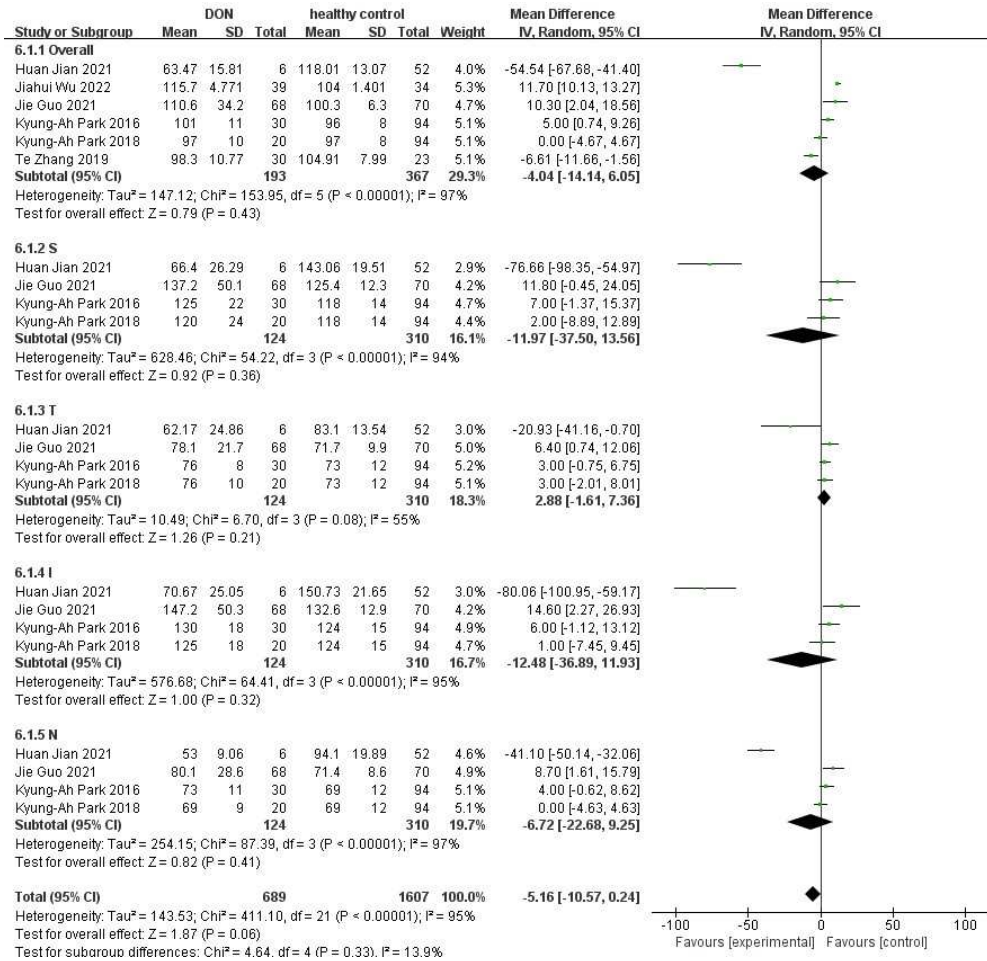 DON healthy control Mean Difference Mean Difference
Study or Subgroup Mean SD Total Mean SD Total Weight IV, Random, 95% CI IV, Random, 95% CI
6.1.1 Overall
Huan Jian 2021 63.47 15.81 6 118.01 13.07 52 4.0% -54.54 [-67.68, -41.40]
Jiahui Wu 2022 115.7 4.771 39 104 1.401 34 5.3% 11.70 [10.13, 13.27]
Jie Guo 2021 110.6 34.2 68 100.3 6.3 70 4.7% 10.30 [2.04, 18.56]
Kyung-Ah Park 2016 101 11 30 96 8 94 5.1% 5.00 [0.74, 9.26]
Kyung-Ah Park 2018 97 10 20 97 8 94 5.1% 0.00 [-4.67, 4.67]
Te Zhang 2019 98.3 10.77 30 104.91 7.99 23 5.1% -6.61 [-11.66, -1.56]
Subtotal (95% CI) 193 367 29.3% -4.04 [-14.14, 6.05]
Heterogeneity: Tau² = 147.12; Chi² = 153.95, df = 5 (P < 0.00001); I² = 97%
Test for overall effect: Z = 0.79 (P = 0.43)
6.1.2 S
Huan Jian 2021 66.4 26.29 6 143.06 19.51 52 2.9% -76.66 [-98.35, -54.97]
Jie Guo 2021 137.2 50.1 68 125.4 12.3 70 4.2% 11.80 [-0.45, 24.05]
Kyung-Ah Park 2016 125 22 30 118 14 94 4.7% 7.00 [-1.37, 15.37]
Kyung-Ah Park 2018 120 24 20 118 14 94 4.4% 2.00 [-8.89, 12.89]
Subtotal (95% CI) 124 310 16.1% -11.97 [-37.50, 13.56]
Heterogeneity: Tau² = 628.46; Chi² = 54.22, df = 3 (P < 0.00001); I² = 94%
Test for overall effect: Z = 0.92 (P = 0.36)
6.1.3 T
Huan Jian 2021 62.17 24.86 6 83.1 13.54 52 3.0% -20.93 [-41.16, -0.70]
Jie Guo 2021 78.1 21.7 68 71.7 9.9 70 5.0% 6.40 [0.74, 12.06]
Kyung-Ah Park 2016 76 8 30 73 12 94 5.2% 3.00 [-0.75, 6.75]
Kyung-Ah Park 2018 76 10 20 73 12 94 5.1% 3.00 [-2.01, 8.01]
Subtotal (95% CI) 124 310 18.3% 2.88 [-1.61, 7.36]
Heterogeneity: Tau² = 10.49; Chi² = 6.70, df = 3 (P = 0.08); I² = 55%
Test for overall effect: Z = 1.26 (P = 0.21)
6.1.4 I
Huan Jian 2021 70.67 25.05 6 150.73 21.65 52 3.0% -80.06 [-100.95, -59.17]
Jie Guo 2021 147.2 50.3 68 132.6 12.9 70 4.2% 14.60 [2.27, 26.93]
Kyung-Ah Park 2016 130 18 30 124 15 94 4.9% 6.00 [-1.12, 13.12]
Kyung-Ah Park 2018 125 18 20 124 15 94 4.7% 1.00 [-7.45, 9.45]
Subtotal (95% CI) 124 310 16.7% -12.48 [-36.89, 11.93]
Heterogeneity: Tau² = 576.68; Chi² = 64.41, df = 3 (P < 0.00001); I² = 95%
Test for overall effect: Z = 1.00 (P = 0.32)
6.1.5 N
Huan Jian 2021 53 9.06 6 94.1 19.89 52 4.6% -41.10 [-50.14, -32.06]
Jie Guo 2021 80.1 28.6 68 71.4 8.6 70 4.9% 8.70 [1.61, 15.79]
Kyung-Ah Park 2016 73 11 30 69 12 94 5.1% 4.00 [-0.62, 8.62]
Kyung-Ah Park 2018 69 9 20 69 12 94 5.1% 0.00 [-4.63, 4.63]
Subtotal (95% CI) 124 310 19.7% -6.72 [-22.68, 9.25]
Heterogeneity: Tau² = 254.15; Chi² = 87.39, df = 3 (P < 0.00001); I² = 97%
Test for overall effect: Z = 0.82 (P = 0.41)
Total (95% CI) 689 1607 100.0% -5.16 [-10.57, 0.24]
Heterogeneity: Tau² = 143.53; Chi² = 411.10, df = 21 (P < 0.00001); I² = 95%
Test for overall effect: Z = 1.87 (P = 0.06)
Test for subgroup differences: Chi² = 4.64, df = 4 (P = 0.33), I² = 13.9%
-100 -50 0 50 100
Favours [experimental] Favours [control]